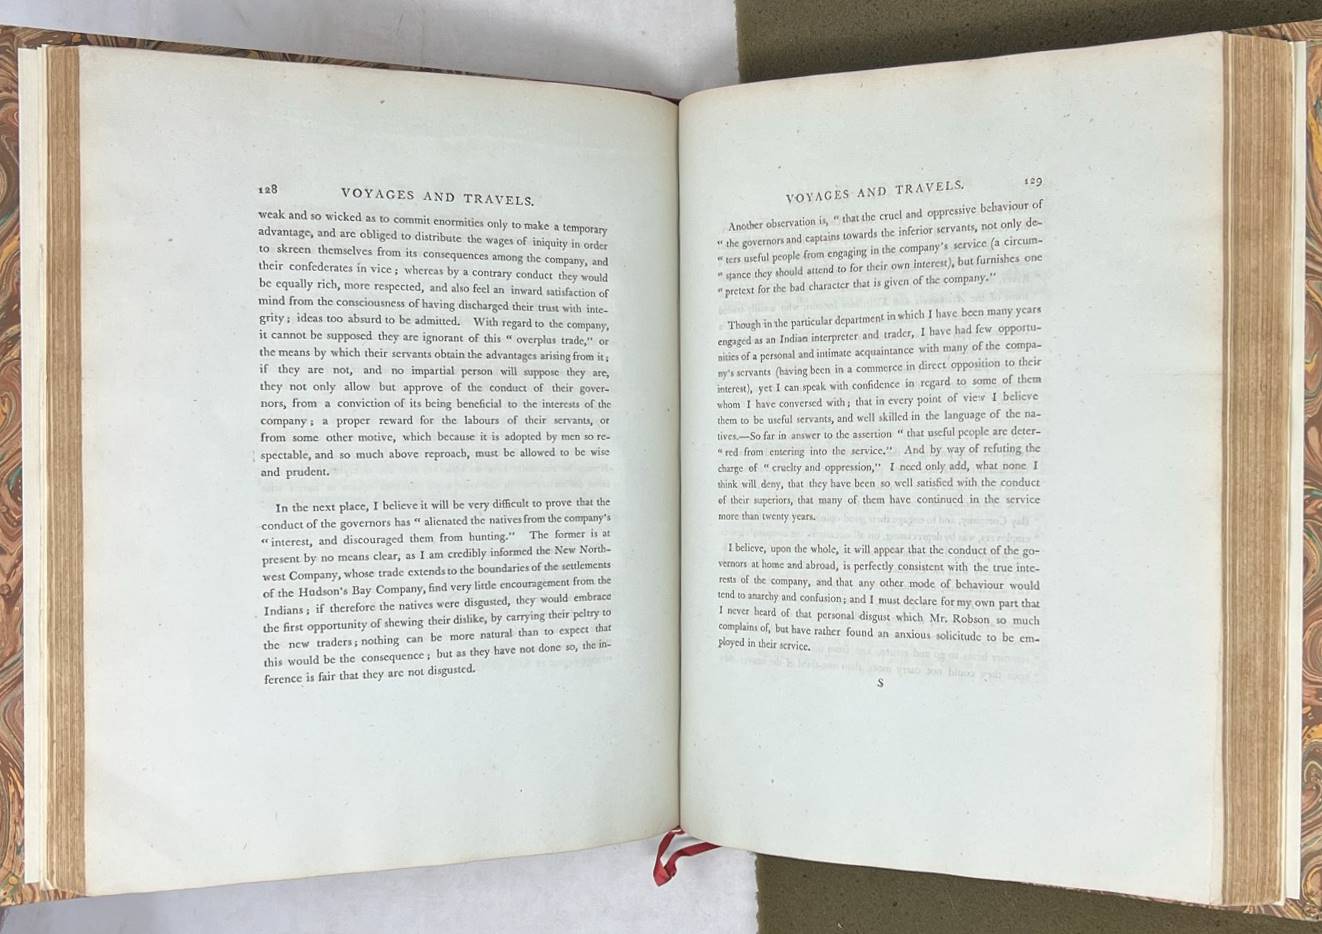 128
VOYAGES AND TRAVELS.
weak and so wicked as to commit enormities only to make a temporary
advantage, and are obliged to distribute the wages of iniquity in order
to skreen themselves from its consequences among the company, and
their confederates in vice; whereas by a contrary conduct they would
be equally rich, more respected, and also feel an inward satisfaction of
mind from the consciousness of having discharged their trust with inte-
grity; ideas too absurd to be admitted. With regard to the company,
it cannot be supposed they are ignorant of this “ overplus trade,” or
the means by which their servants obtain the advantages arising from it;
if they are not, and no impartial person will suppose they are,
they not only allow but approve of the conduct of their gover-
nors, from a conviction of its being beneficial to the interests of the
company; a proper reward for the labours of their servants, or
from some other motive, which because it is adopted by men so re-
spectable, and so much above reproach, must be allowed to be wise
and prudent.
In the next place, I believe it will be very difficult to prove that the
conduct of the governors has “ alienated the natives from the company's
“ interest, and discouraged them from hunting.” The former is at
present by no means clear, as I am credibly informed the New North-
west Company, whose trade extends to the boundaries of the settlements
of the Hudson's Bay Company, find very little encouragement from the
Indians; if therefore the natives were disgusted, they would embrace
the first opportunity of shewing their dislike, by carrying their peltry to
the new traders; nothing can be more natural than to expect that
this would be the consequence; but as they have not done so, the in-
ference is fair that they are not disgusted.
VOYAGES AND TRAVELS.
129
Another observation is, “ that the cruel and oppressive behaviour of
“ the governors and captains towards the inferior servants, not only de-
“ ters useful people from engaging in the company's service (a circum-
“ stance they should attend to for their own interest), but furnishes one
“ pretext for the bad character that is given of the company.”
Though in the particular department in which I have been many years
engaged as an Indian interpreter and trader, I have had few opportu-
nities of a personal and intimate acquaintance with many of the compa-
ny's servants (having been in a commerce in direct opposition to their
interest), yet I can speak with confidence in regard to some of them
whom I have conversed with; that in every point of view I believe
them to be useful servants, and well skilled in the language of the na-
tives.—So far in answer to the assertion “ that useful people are deter-
“ red from entering into the service.” And by way of refuting the
charge of “ cruelty and oppression,” I need only add, what none I
think will deny, that they have been so well satisfied with the conduct
of their superiors, that many of them have continued in the service
more than twenty years.
I believe, upon the whole, it will appear that the conduct of the go-
vernors at home and abroad, is perfectly consistent with the true inte-
rests of the company, and that any other mode of behaviour would
tend to anarchy and confusion; and I must declare for my own part that
I never heard of that personal disgust which Mr. Robson so much
complains of, but have rather found an anxious solicitude to be em-
ployed in their service.
S